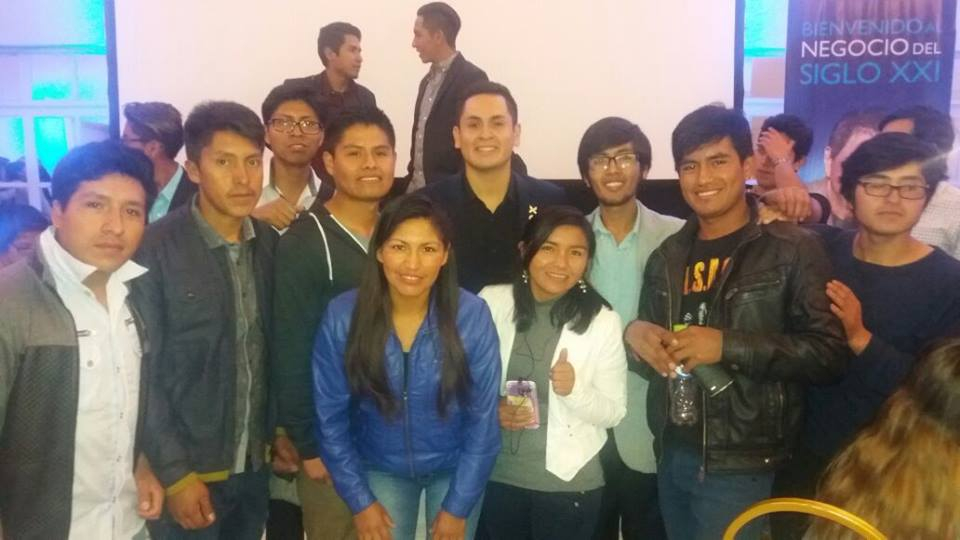 BIENVENIDO AL
NEGOCIO DEL
SIGLO XXI